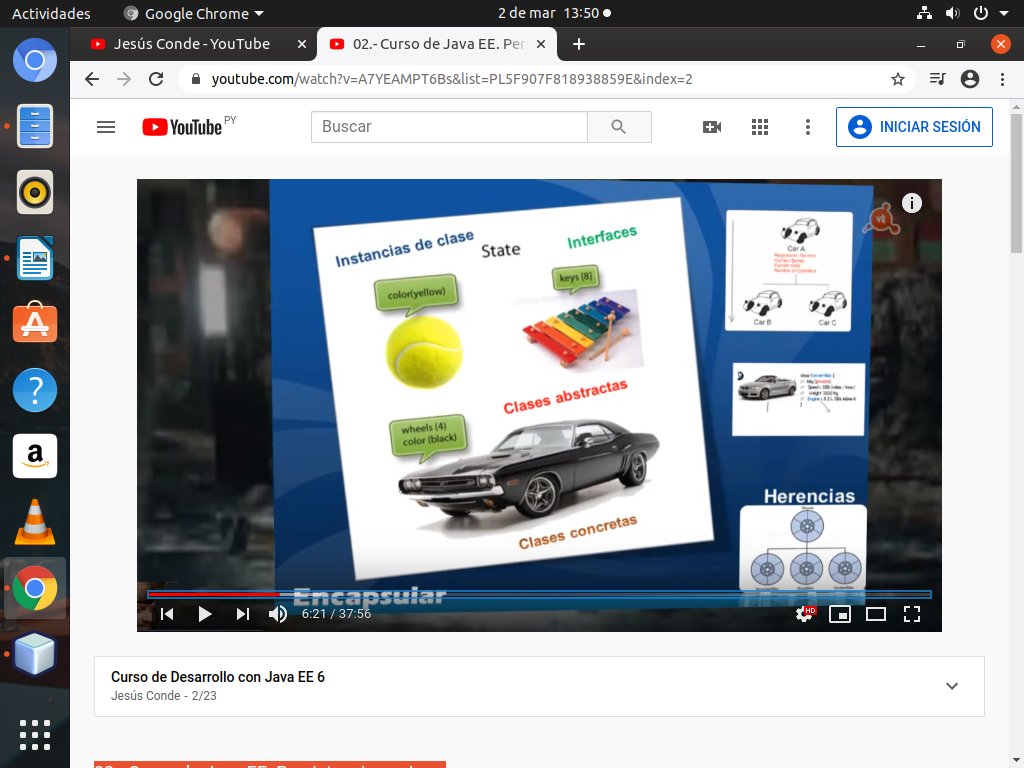 Actividades
Google Chrome
2 de mar 13:50
Jesús Conde - YouTube
02.- Curso de Java EE. Per
youtube.com/watch?v=A7YEAMPT6Bs&list=PL5F907F818938859E&index=2
YouTube PY
Buscar
INICIAR SESIÓN
Instancias de clase
State
Interfaces
color(yellow)
keys [8]
Clases abstractas
wheels (4)
color (black)
Clases concretas
Car A
Car B
Car C
Herencias
Encapsular
6:21 / 37:56
HD
Curso de Desarrollo con Java EE 6
Jesús Conde - 2/23